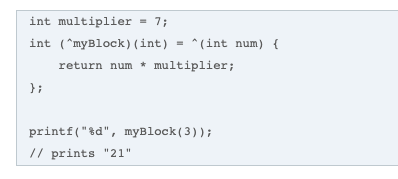 int multiplier = 7;
int (^myBlock)(int) = ^(int num) {
    return num * multiplier;
};

printf("%d", myBlock(3));
// prints "21"